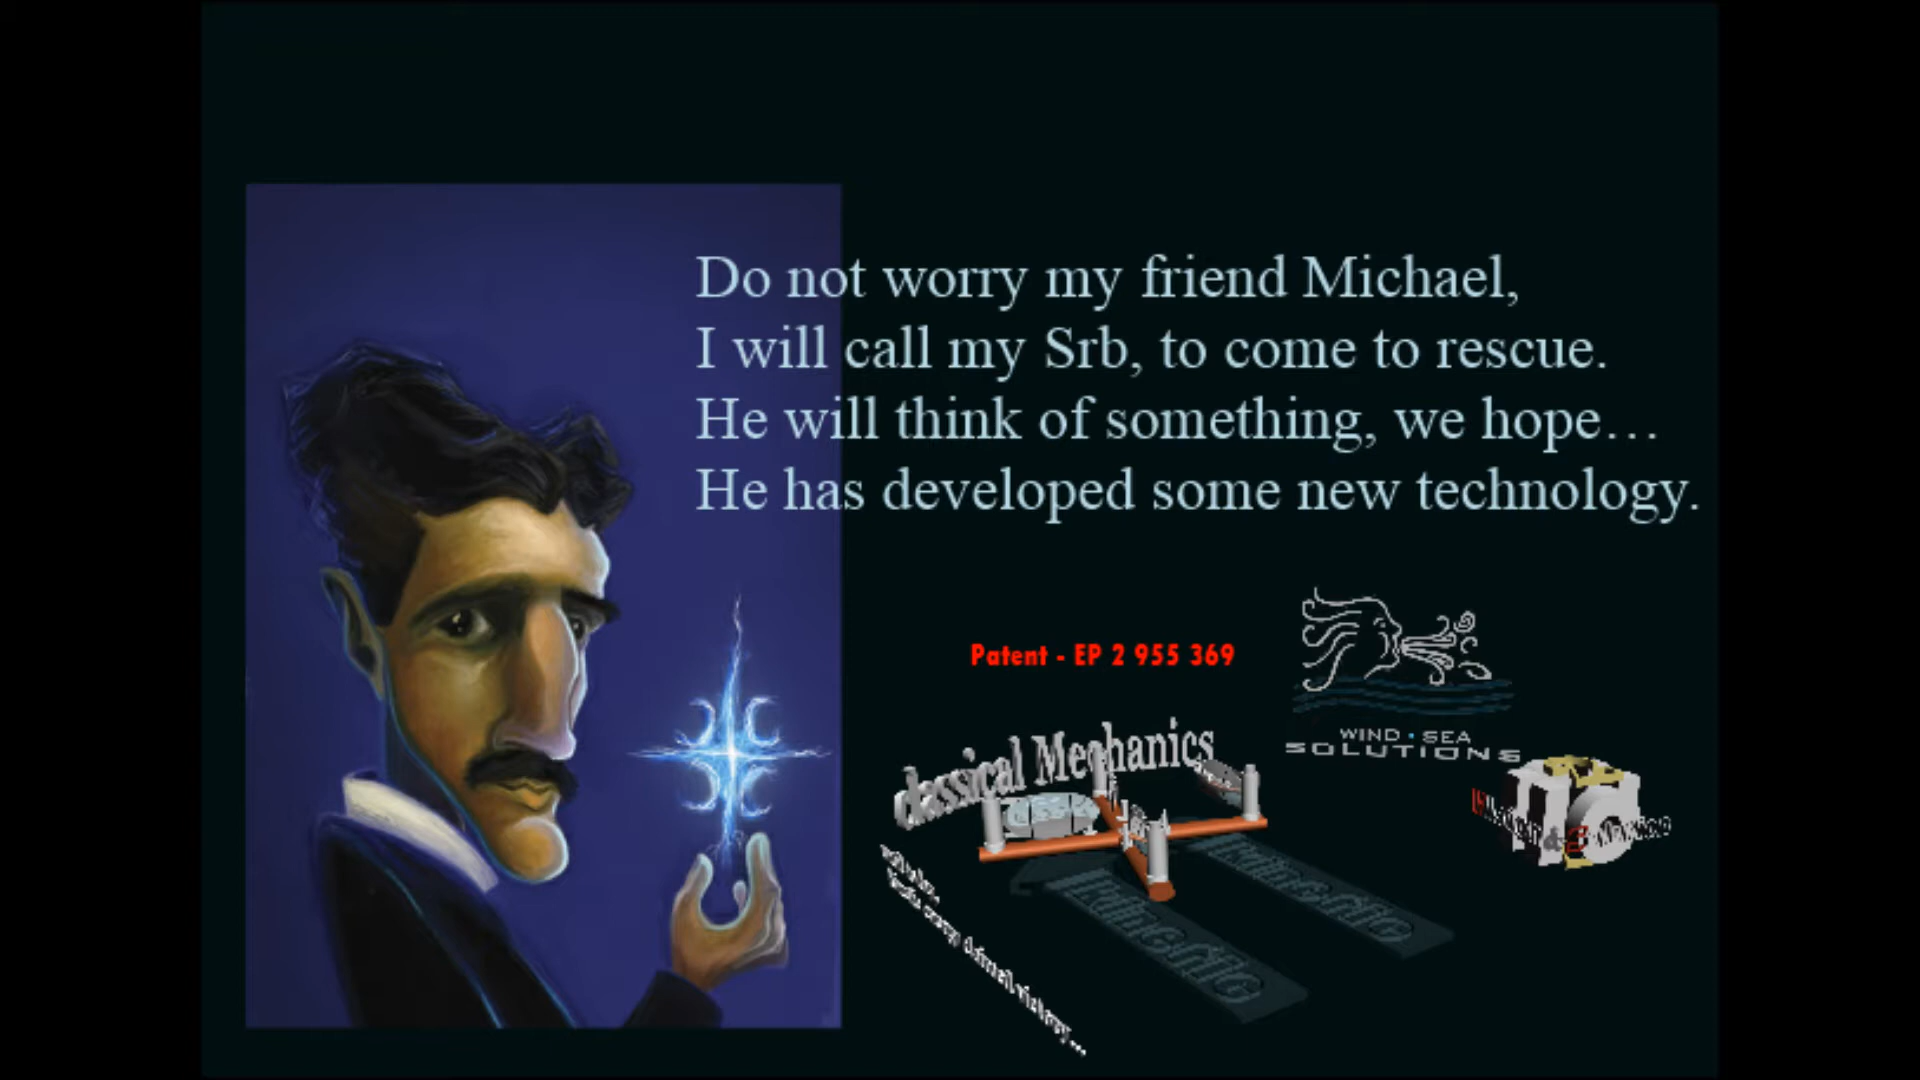 Do not worry my friend Michael,
I will call my Srb, to come to rescue.
He will think of something, we hope…
He has developed some new technology.
Patent - EP 2 955 369
WIND · SEA
SOLUTIONS
classical Mechanics